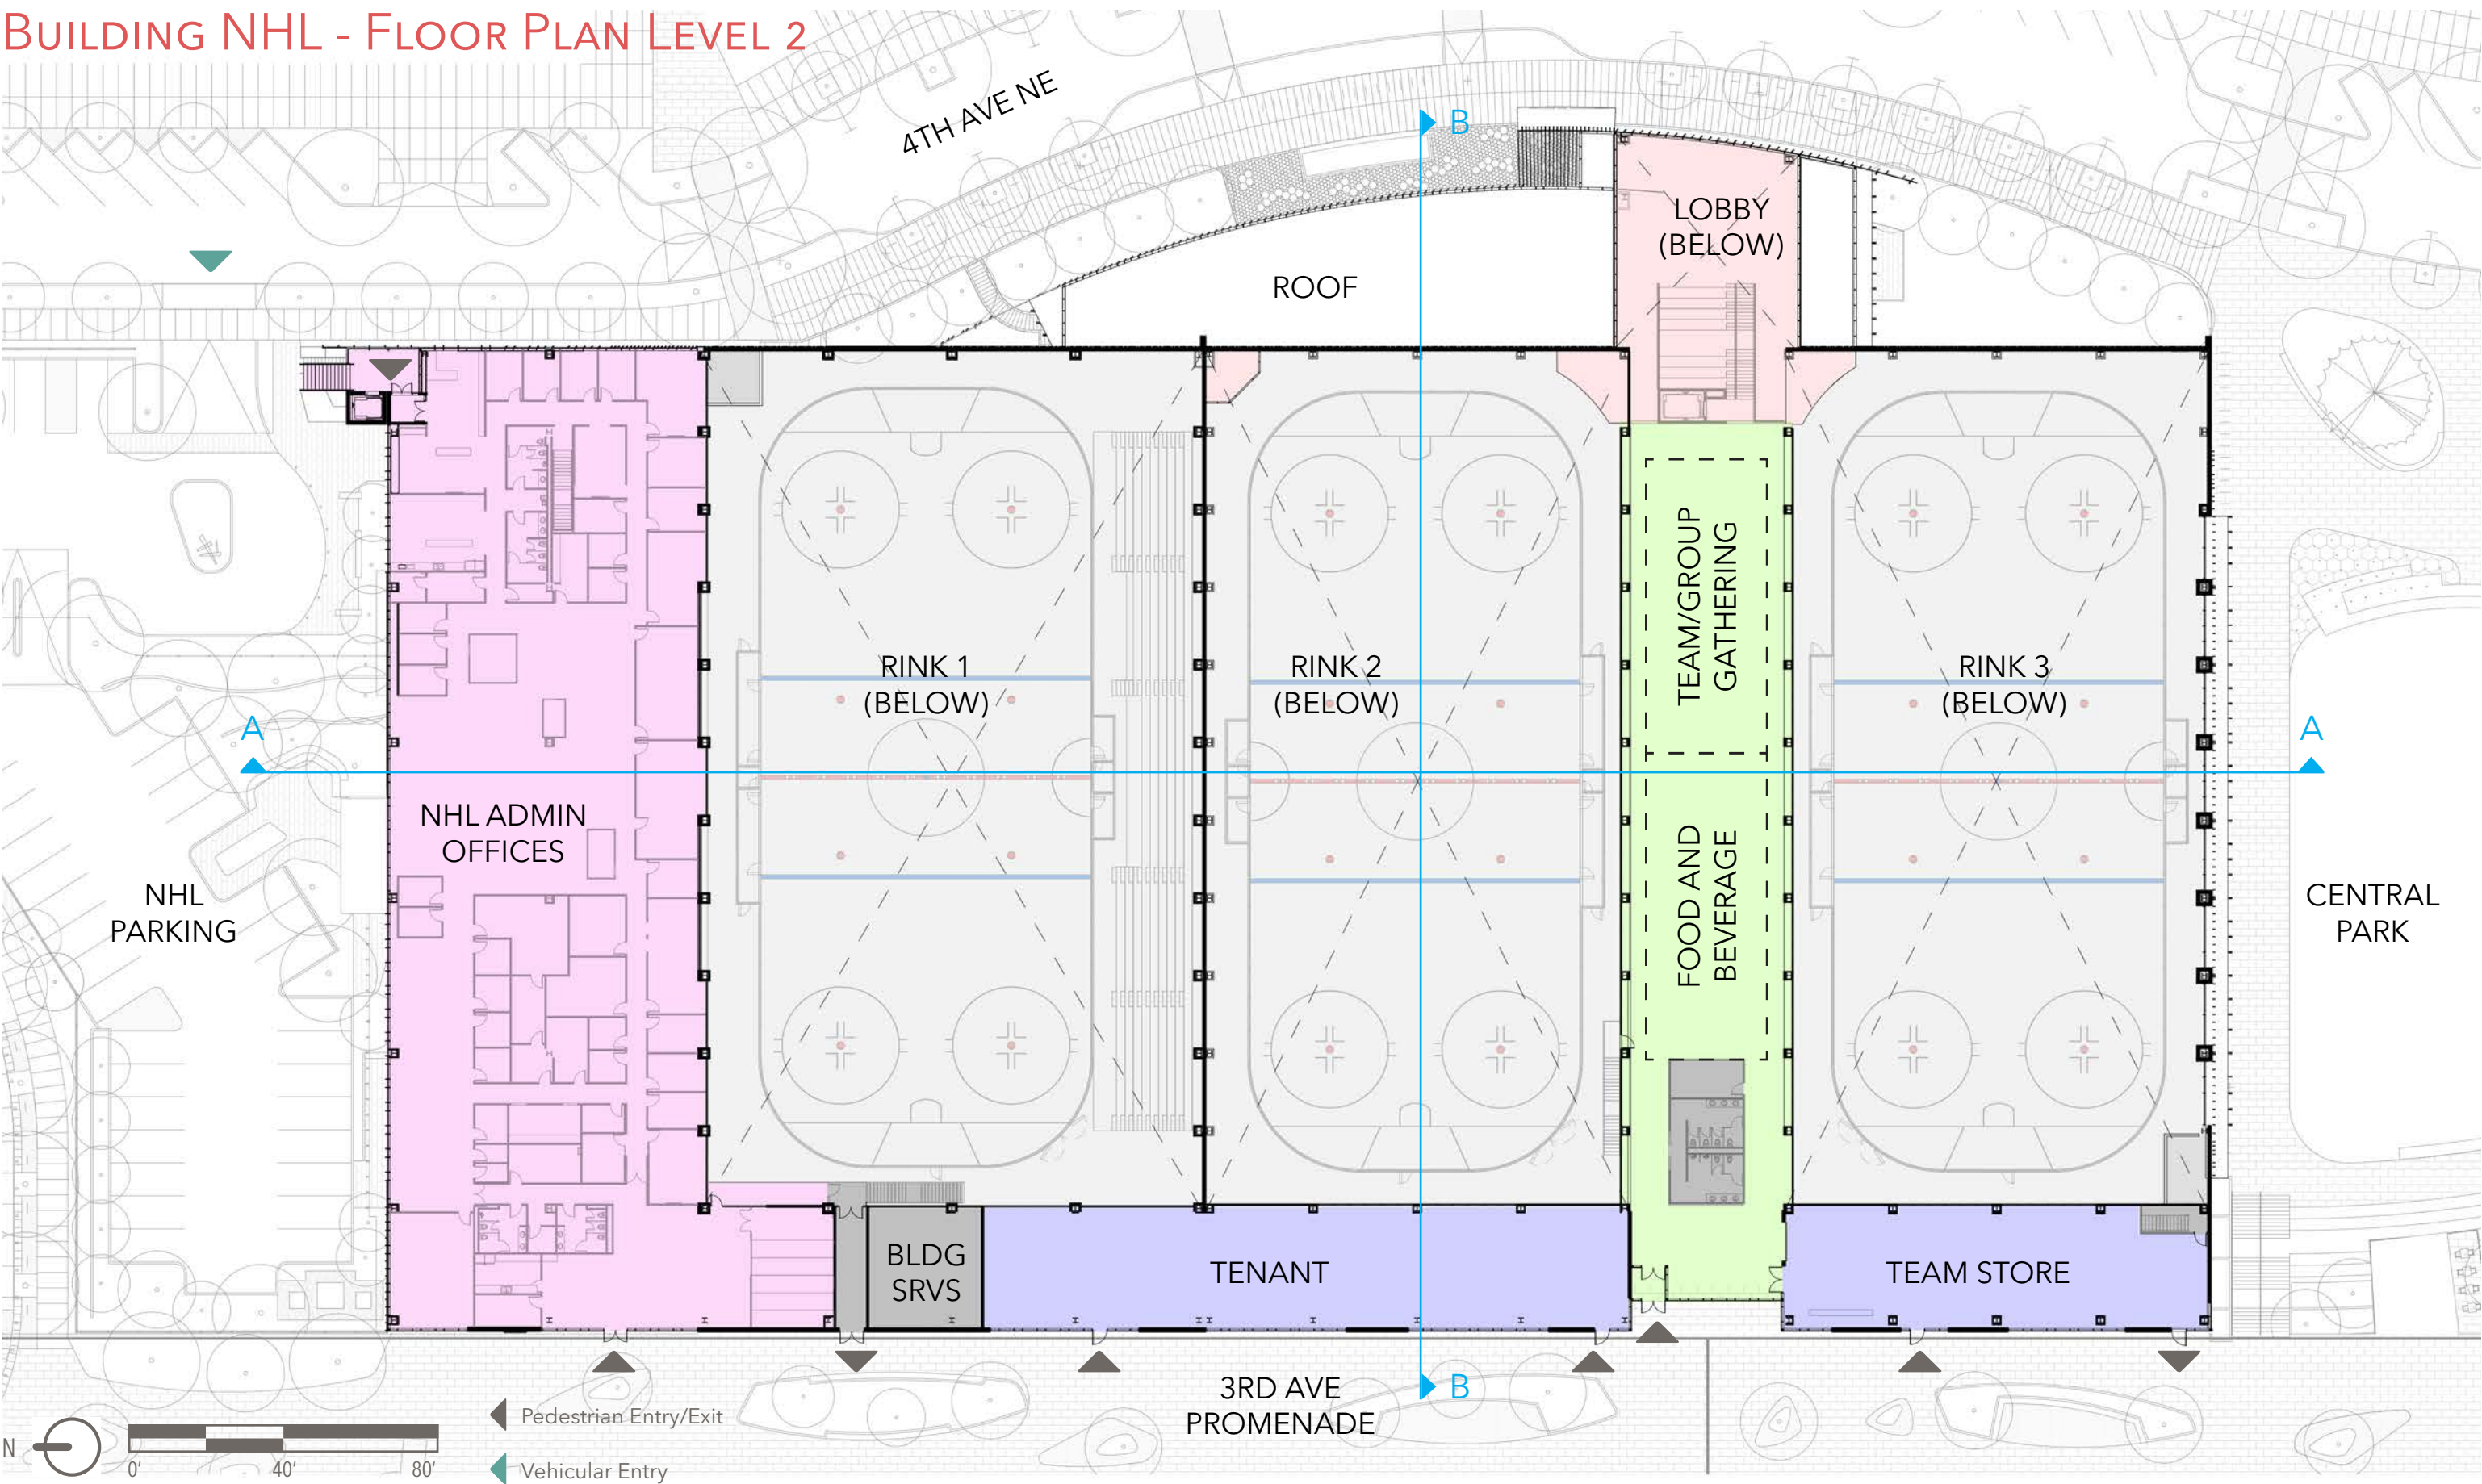 BUILDING NHL - FLOOR PLAN LEVEL 2
4TH AVE NE
B
LOBBY
(BELOW)
ROOF
TEAM/GROUP
GATHERING
RINK 1
(BELOW)
RINK 2
(BELOW)
RINK 3
(BELOW)
A
A
NHL ADMIN
OFFICES
FOOD AND
BEVERAGE
NHL
PARKING
CENTRAL
PARK
BLDG
SRVS
TENANT
TEAM STORE
3RD AVE
PROMENADE
B
N
0'
40'
80'
Pedestrian Entry/Exit
Vehicular Entry